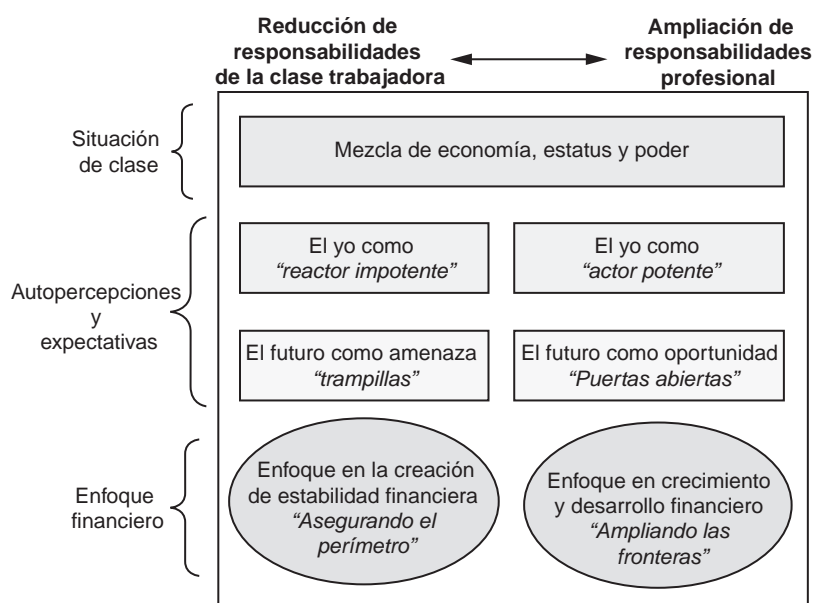 Reducción de
responsabilidades
de la clase trabajadora
Ampliación de
responsabilidades
profesional
Situación
de clase
Mezcla de economía, estatus y poder
Autopercepciones
y
expectativas
El yo como
“reactor impotente”
El yo como
“actor potente”
El futuro como amenaza
“trampillas”
El futuro como oportunidad
“Puertas abiertas”
Enfoque
financiero
Enfoque en la creación
de estabilidad financiera
“Asegurando el
perímetro”
Enfoque en crecimiento
y desarrollo financiero
“Ampliando las
fronteras”